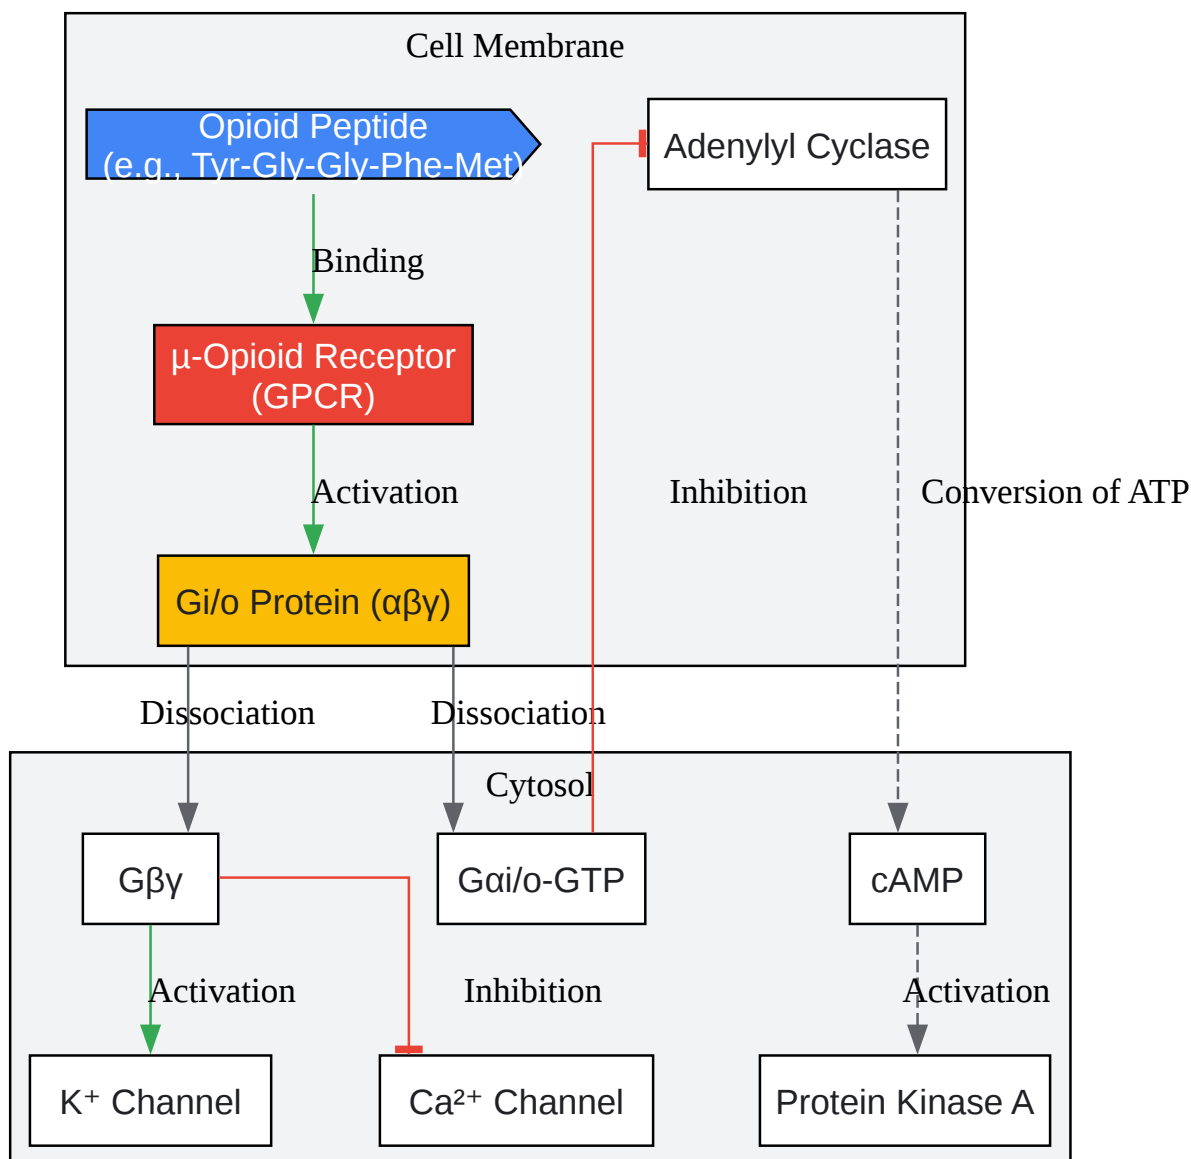 Cell Membrane
Opioid Peptide
(e.g., Tyr-Gly-Gly-Phe-Met)
Adenylyl Cyclase
Binding
µ-Opioid Receptor
(GPCR)
Activation
Inhibition
Conversion of ATP
Gi/o Protein (αβγ)
Dissociation
Dissociation
Cytosol
Gβγ
Gαi/o-GTP
cAMP
Activation
Inhibition
Activation
K⁺ Channel
Ca²⁺ Channel
Protein Kinase A